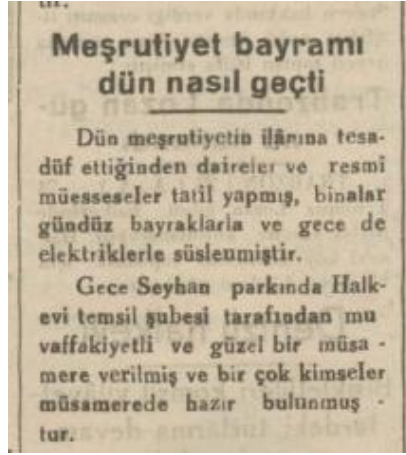 Meşrutiyet bayramı
dün nasıl geçti
Dün meşrutiyetin ilânına tesa-
düf ettiğinden daireler ve resmî
müesseseler tatil yapmış, binalar
gündüz bayraklarla ve gece de
elektriklerle süslenmiştir.
Gece Seyhan parkında Halk-
evi temsil şubesi tarafından mu
vaffakiyetli ve güzel bir müsa -
mere verilmiş ve bir çok kimseler
müsamerede hazır bulunmuş -
tur.